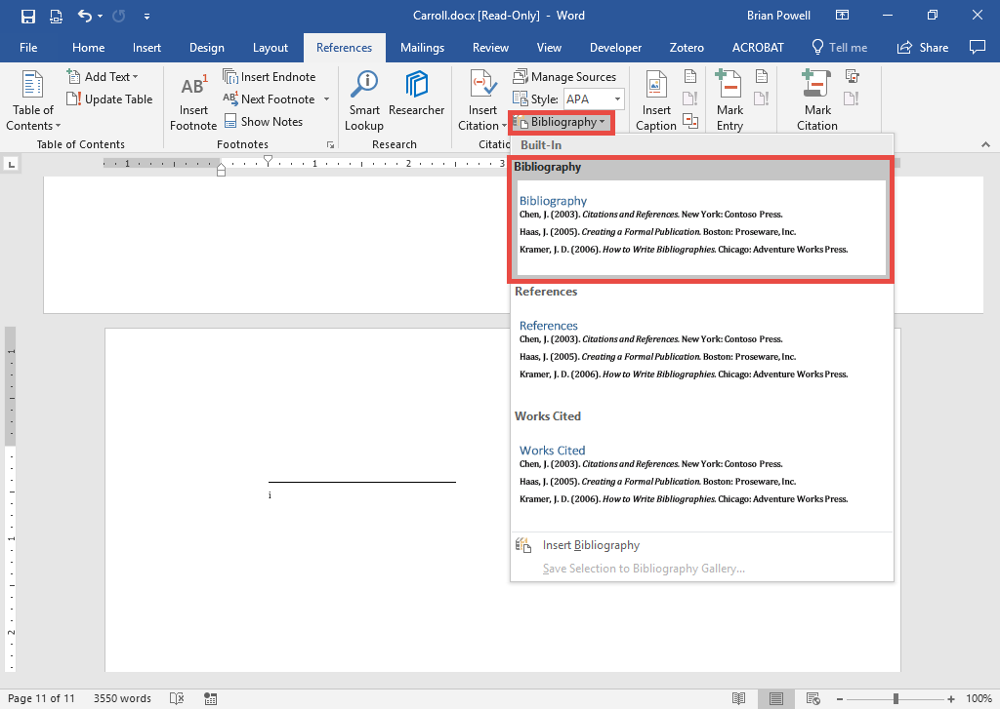 Carroll.docx [Read-Only] - Word
Brian Powell
File Home Insert Design Layout References Mailings Review View Developer Zotero ACROBAT Tell me Share
Table of Contents
Add Text
Update Table
Table of Contents
AB1
Insert Footnote
Insert Endnote
AB1 Next Footnote
Show Notes
Footnotes
Smart Lookup
Researcher
Research
Insert Citation
Manage Sources
Style: APA
Bibliography
Citatio
Insert Caption
Mark Entry
Mark Citation
L
1 1 2 3
Built-In
Bibliography
Bibliography
Chen, J. (2003). Citations and References. New York: Contoso Press.
Haas, J. (2005). Creating a Formal Publication. Boston: Proseware, Inc.
Kramer, J. D. (2006). How to Write Bibliographies. Chicago: Adventure Works Press.
References
References
Chen, J. (2003). Citations and References. New York: Contoso Press.
Haas, J. (2005). Creating a Formal Publication. Boston: Proseware, Inc.
Kramer, J. D. (2006). How to Write Bibliographies. Chicago: Adventure Works Press.
Works Cited
Works Cited
Chen, J. (2003). Citations and References. New York: Contoso Press.
Haas, J. (2005). Creating a Formal Publication. Boston: Proseware, Inc.
Kramer, J. D. (2006). How to Write Bibliographies. Chicago: Adventure Works Press.
Insert Bibliography
Save Selection to Bibliography Gallery...
1
1
2
i
Page 11 of 11 3550 words 100%